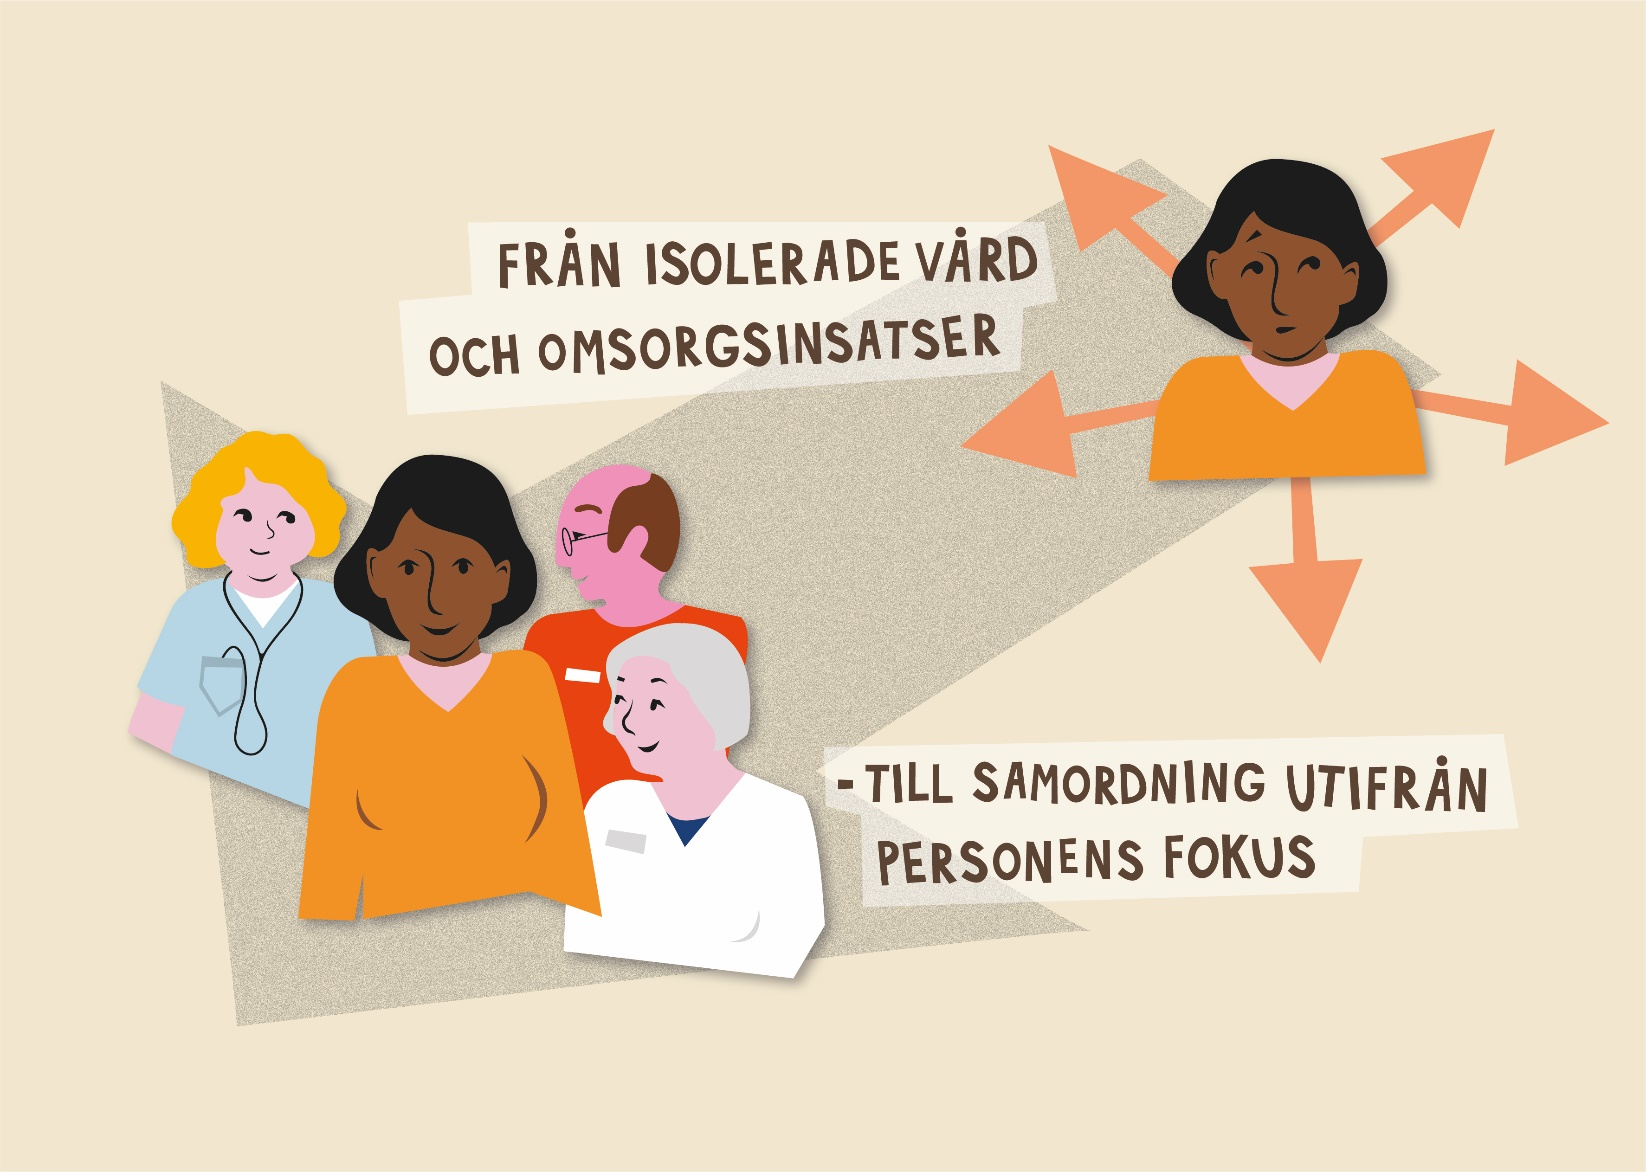 FRÅN ISOLERADE VÅRD
OCH OMSORGSINSATSER
-TILL SAMORDNING UTIFRÅN
PERSONENS FOKUS